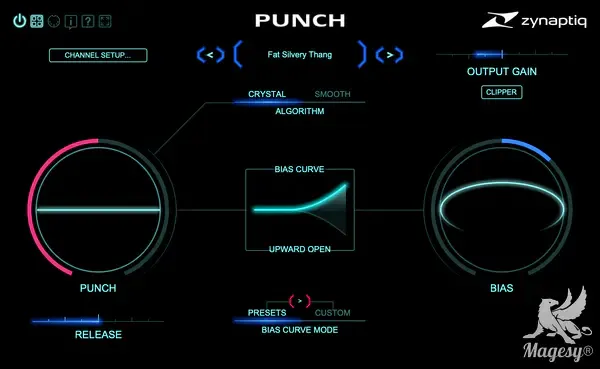 PUNCH
zynaptiq
CHANNEL SETUP...
<
Fat Silvery Thang
>
OUTPUT GAIN
CLIPPER
CRYSTAL SMOOTH
ALGORITHM
BIAS CURVE
UPWARD OPEN
PUNCH
BIAS
>
PRESETS CUSTOM
BIAS CURVE MODE
RELEASE
Magesy®